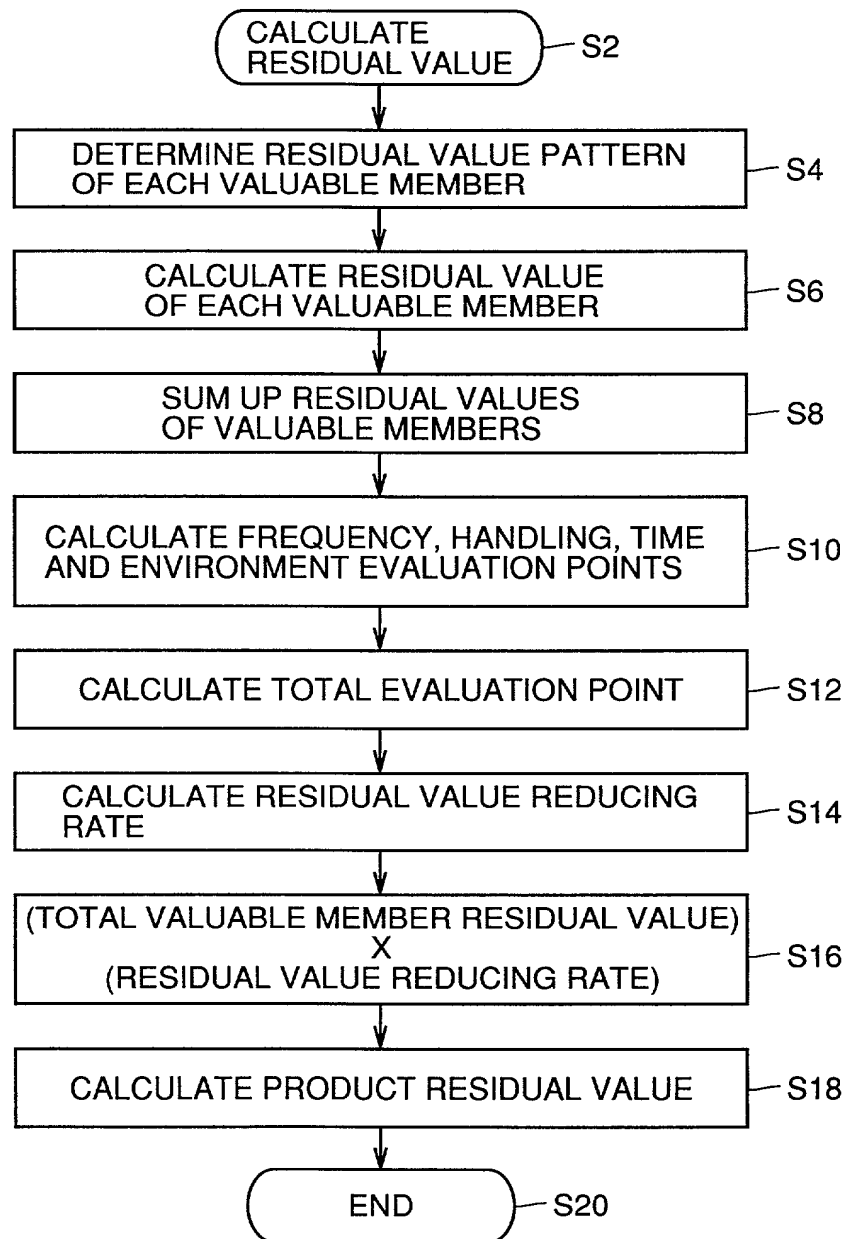 CALCULATE
RESIDUAL VALUE
S2
DETERMINE RESIDUAL VALUE PATTERN
OF EACH VALUABLE MEMBER
S4
CALCULATE RESIDUAL VALUE
OF EACH VALUABLE MEMBER
S6
SUM UP RESIDUAL VALUES
OF VALUABLE MEMBERS
S8
CALCULATE FREQUENCY, HANDLING, TIME
AND ENVIRONMENT EVALUATION POINTS
S10
CALCULATE TOTAL EVALUATION POINT
S12
CALCULATE RESIDUAL VALUE REDUCING
RATE
S14
(TOTAL VALUABLE MEMBER RESIDUAL VALUE)
X
(RESIDUAL VALUE REDUCING RATE)
S16
CALCULATE PRODUCT RESIDUAL VALUE
S18
END
S20